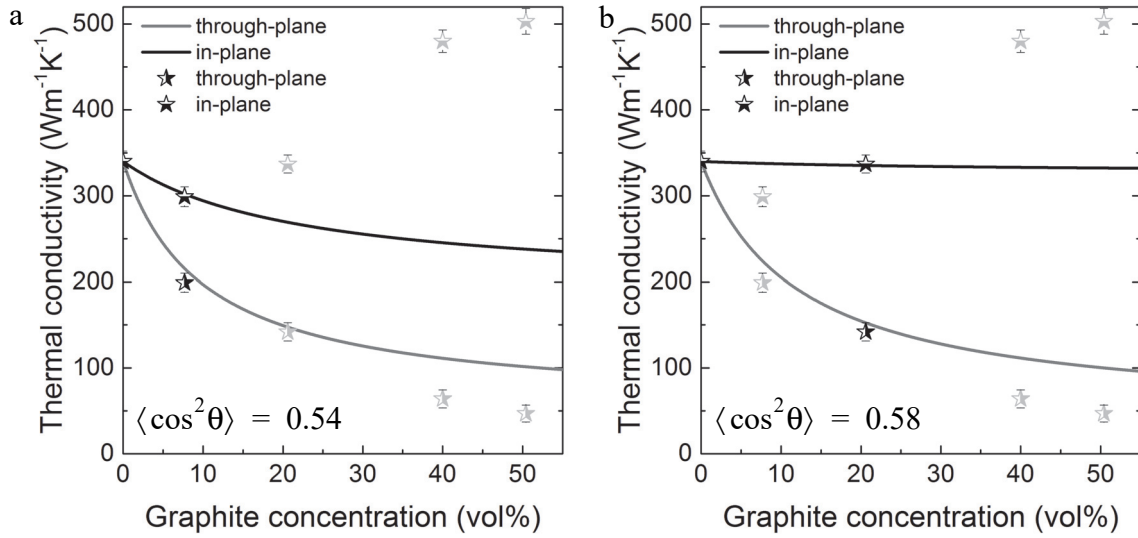 a
500
400
300
200
100
0
Thermal conductivity (Wm⁻¹K⁻¹)
through-plane
in-plane
through-plane
in-plane
⟨cos²θ⟩ = 0.54
0 10 20 30 40 50
Graphite concentration (vol%)
b
500
400
300
200
100
0
Thermal conductivity (Wm⁻¹K⁻¹)
through-plane
in-plane
through-plane
in-plane
⟨cos²θ⟩ = 0.58
0 10 20 30 40 50
Graphite concentration (vol%)